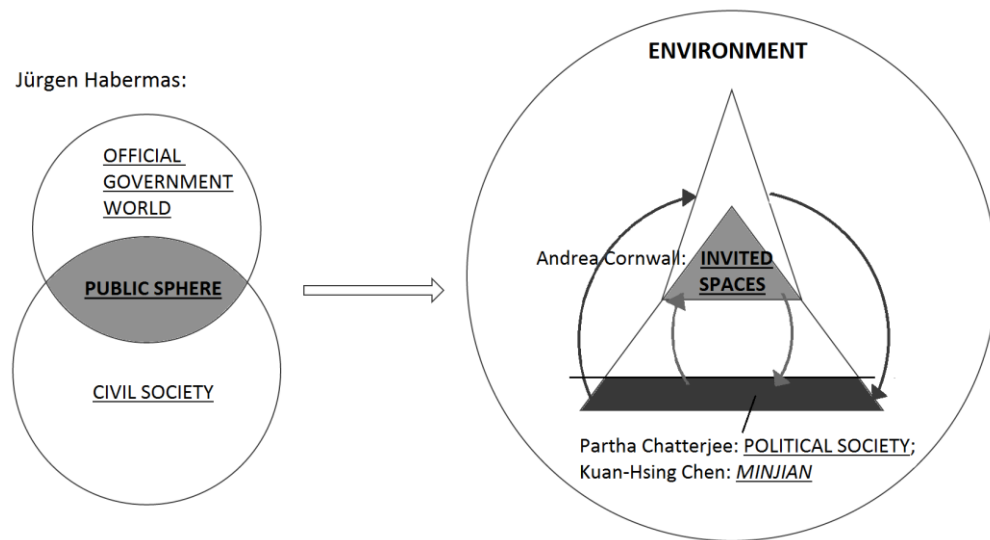 Jürgen Habermas:
OFFICIAL
GOVERNMENT
WORLD
PUBLIC SPHERE
CIVIL SOCIETY
ENVIRONMENT
Andrea Cornwall: INVITED
SPACES
Partha Chatterjee: POLITICAL SOCIETY;
Kuan-Hsing Chen: MINJIAN